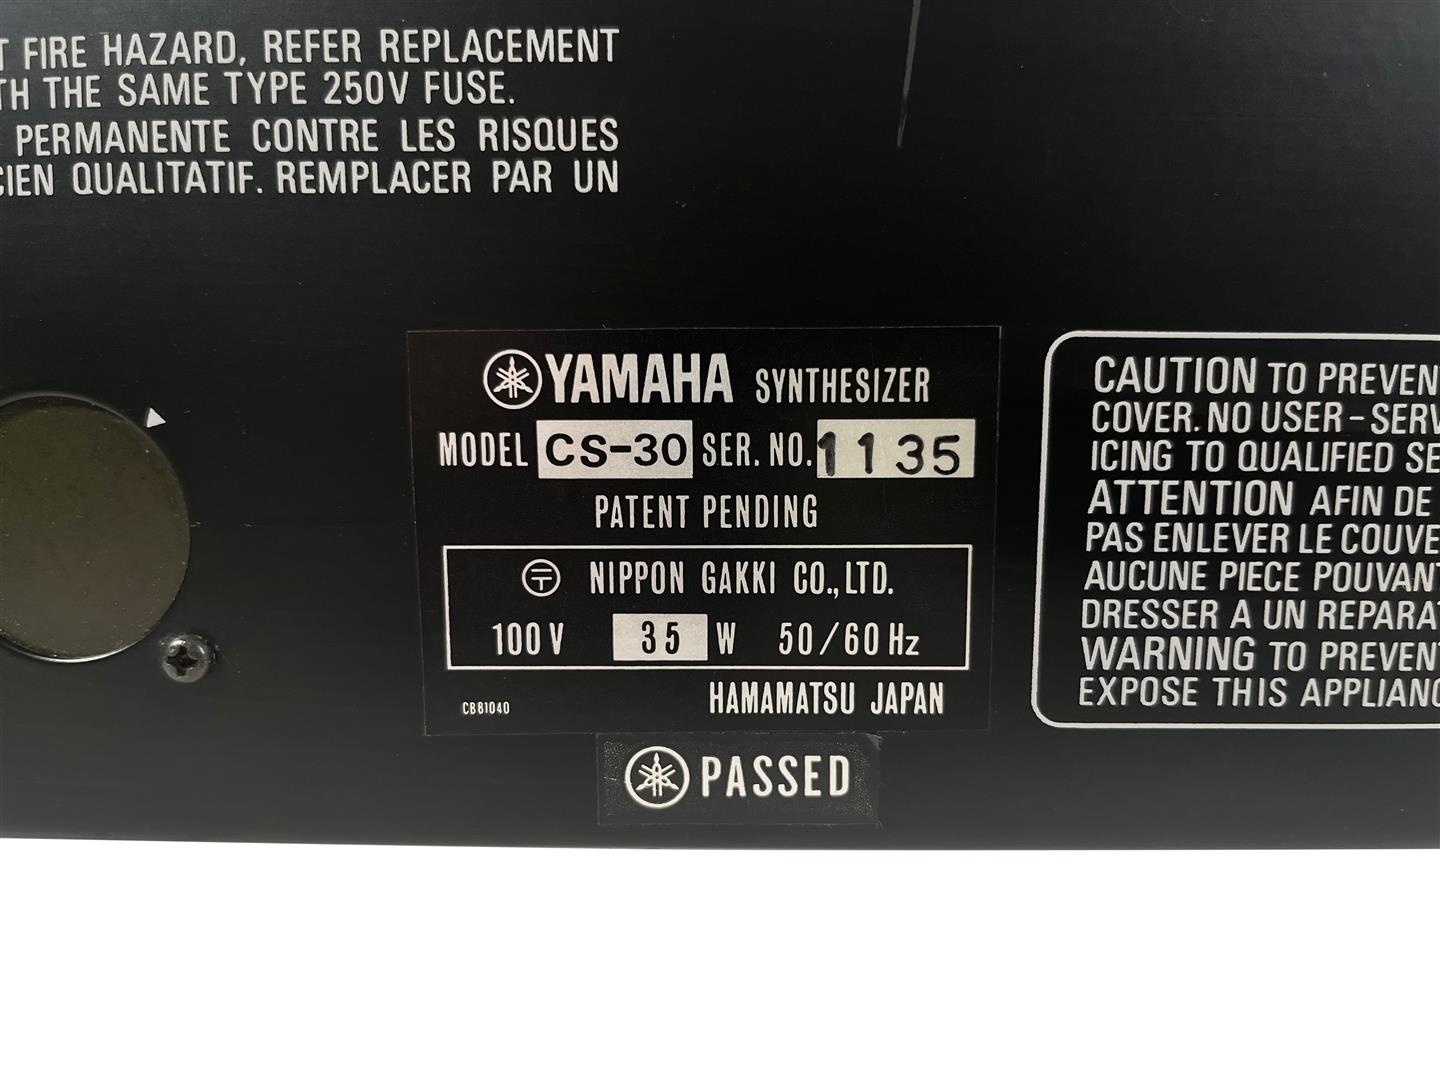 T FIRE HAZARD, REFER REPLACEMENT
TH THE SAME TYPE 250V FUSE.
PERMANENTE CONTRE LES RISQUES
CIEN QUALITATIF. REMPLACER PAR UN
YAMAHA SYNTHESIZER
MODEL CS-30 SER. NO. 1135
PATENT PENDING
NIPPON GAKKI CO., LTD.
100V 35 W 50/60Hz
CB81040 HAMAMATSU JAPAN
PASSED
CAUTION TO PREVEN
COVER. NO USER-SERV
ICING TO QUALIFIED SE
ATTENTION AFIN DE
PAS ENLEVER LE COUVE
AUCUNE PIECE POUVANT
DRESSER A UN REPARAT
WARNING TO PREVENT
EXPOSE THIS APPLIANC